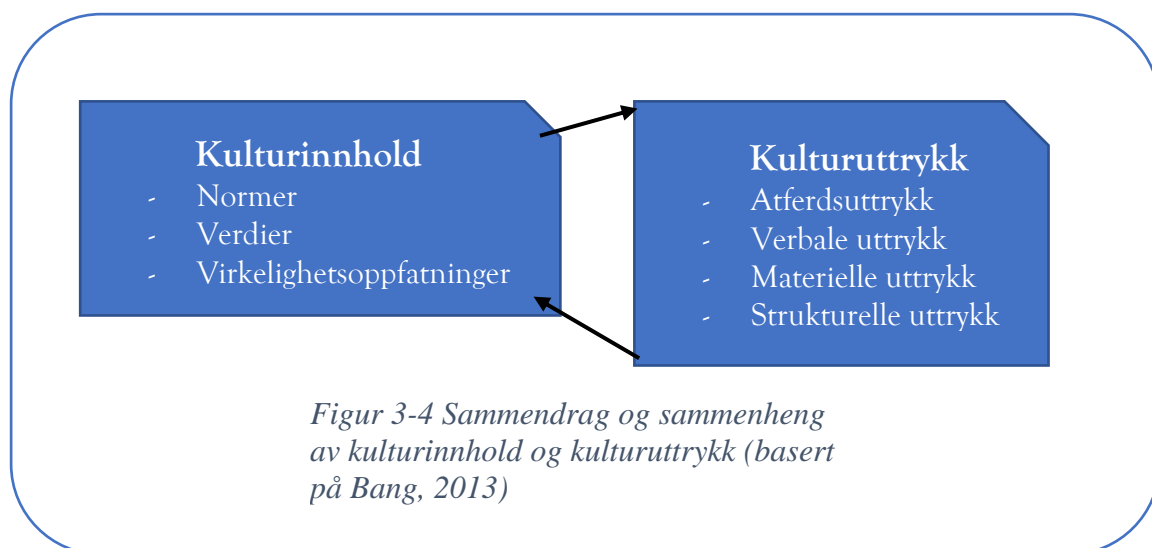 Kulturinnhold
- Normer
- Verdier
- Virkelighetsoppfatninger
Kulturuttrykk
- Atferdsuttrykk
- Verbale uttrykk
- Materielle uttrykk
- Strukturelle uttrykk
Figur 3-4 Sammendrag og sammenheng
av kulturinnhold og kulturuttrykk (basert
på Bang, 2013)